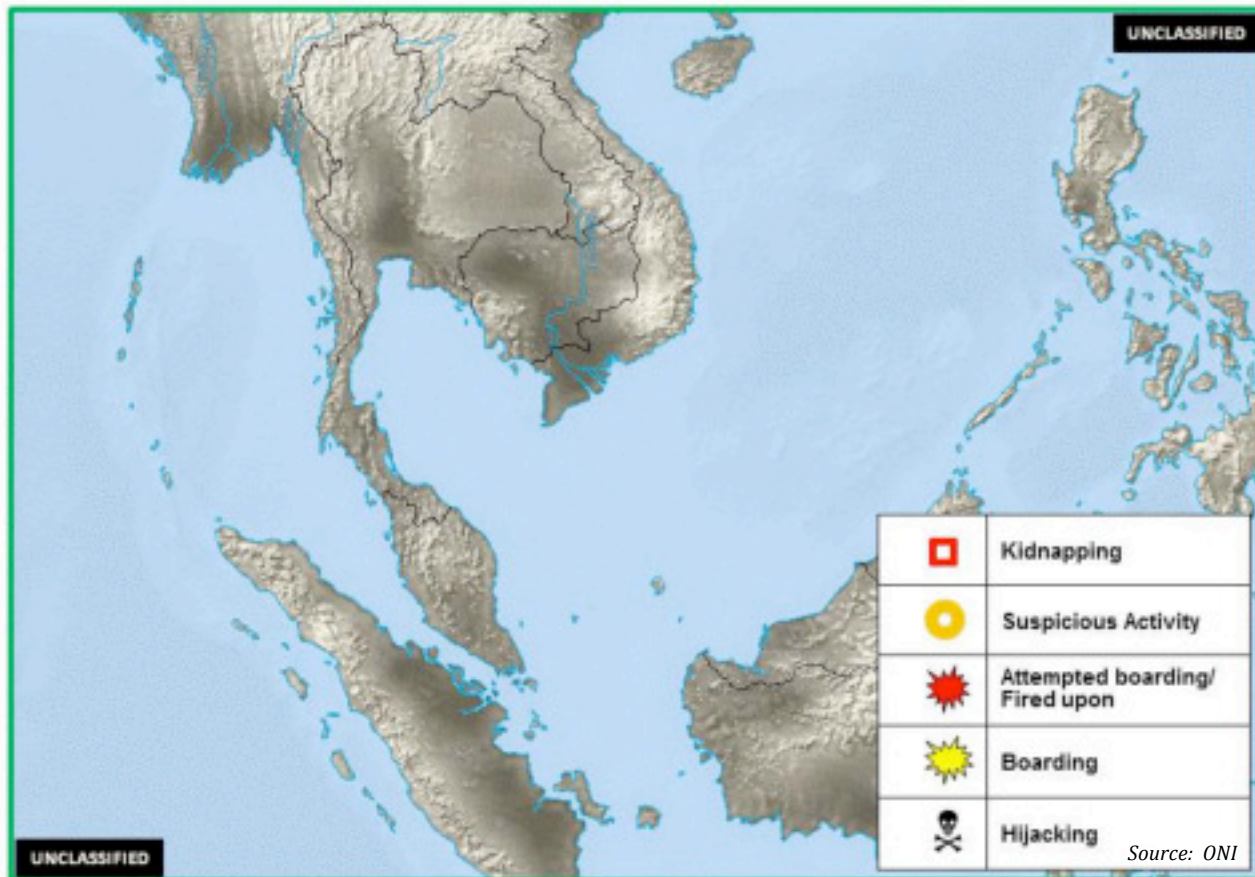 UNCLASSIFIED
Kidnapping
Suspicious Activity
Attempted boarding/
Fired upon
Boarding
Hijacking
Source: ONI
UNCLASSIFIED